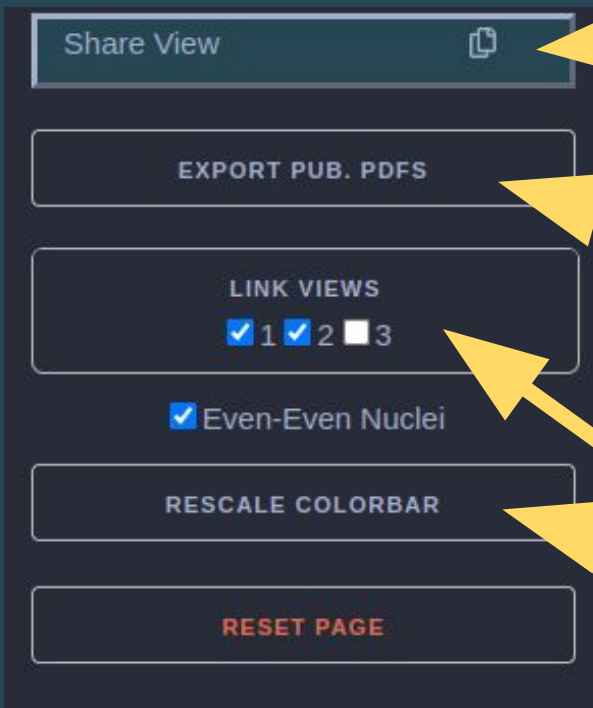 Share View
EXPORT PUB. PDFS
LINK VIEWS
1 2 3
Even-Even Nuclei
RESCALE COLORBAR
RESET PAGE